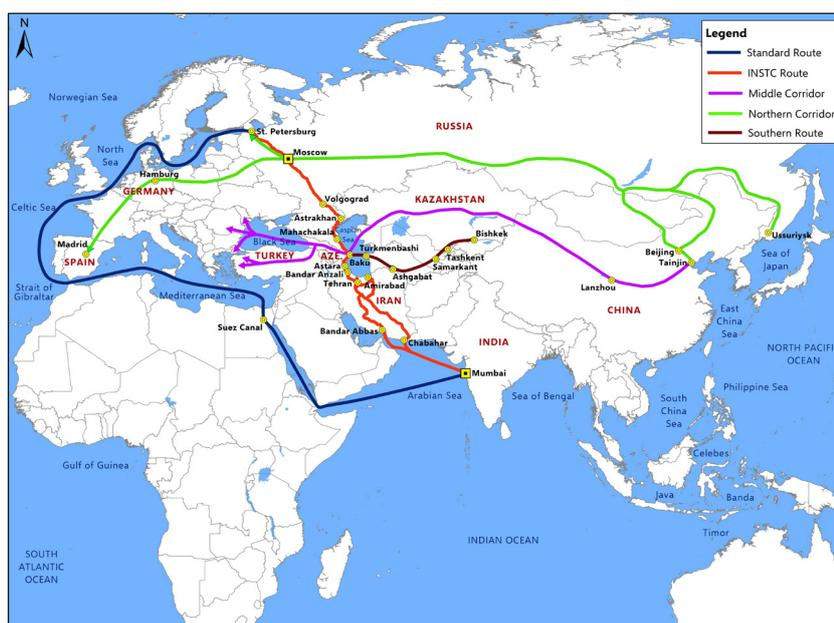 N
Legend
Standard Route
INSTC Route
Middle Corridor
Northern Corridor
Southern Route
Norwegian Sea
North
Sea
St. Petersburg
RUSSIA
Moscow
Hamburg
GERMANY
Celtic Sea
Volgograd
KAZAKHSTAN
Astrakhan
Mahachakala
Caspian
Sea
Black Sea
Bishkek
Ussuriysk
Madrid
SPAIN
TURKEY
AZE.
Baku
Turkmenbashi
Tashkent
Samarkant
Beijing
Tainjin
Sea of
Japan
Astara
Bandar Anzali
Ashgabat
Tehran
Amirabad
Lanzhou
Strait of
Gibraltar
Mediterranean Sea
IRAN
CHINA
East
China
Sea
Suez Canal
Bandar Abbas
Chabahar
INDIA
NORTH PACIFI
OCEAN
Mumbai
Arabian Sea
Sea of Bengal
South
China
Sea
Philippine Sea
Gulf of Guinea
Celebes
Java
Banda
Timor
INDIAN OCEAN
SOUTH
ATLANTIC
OCEAN